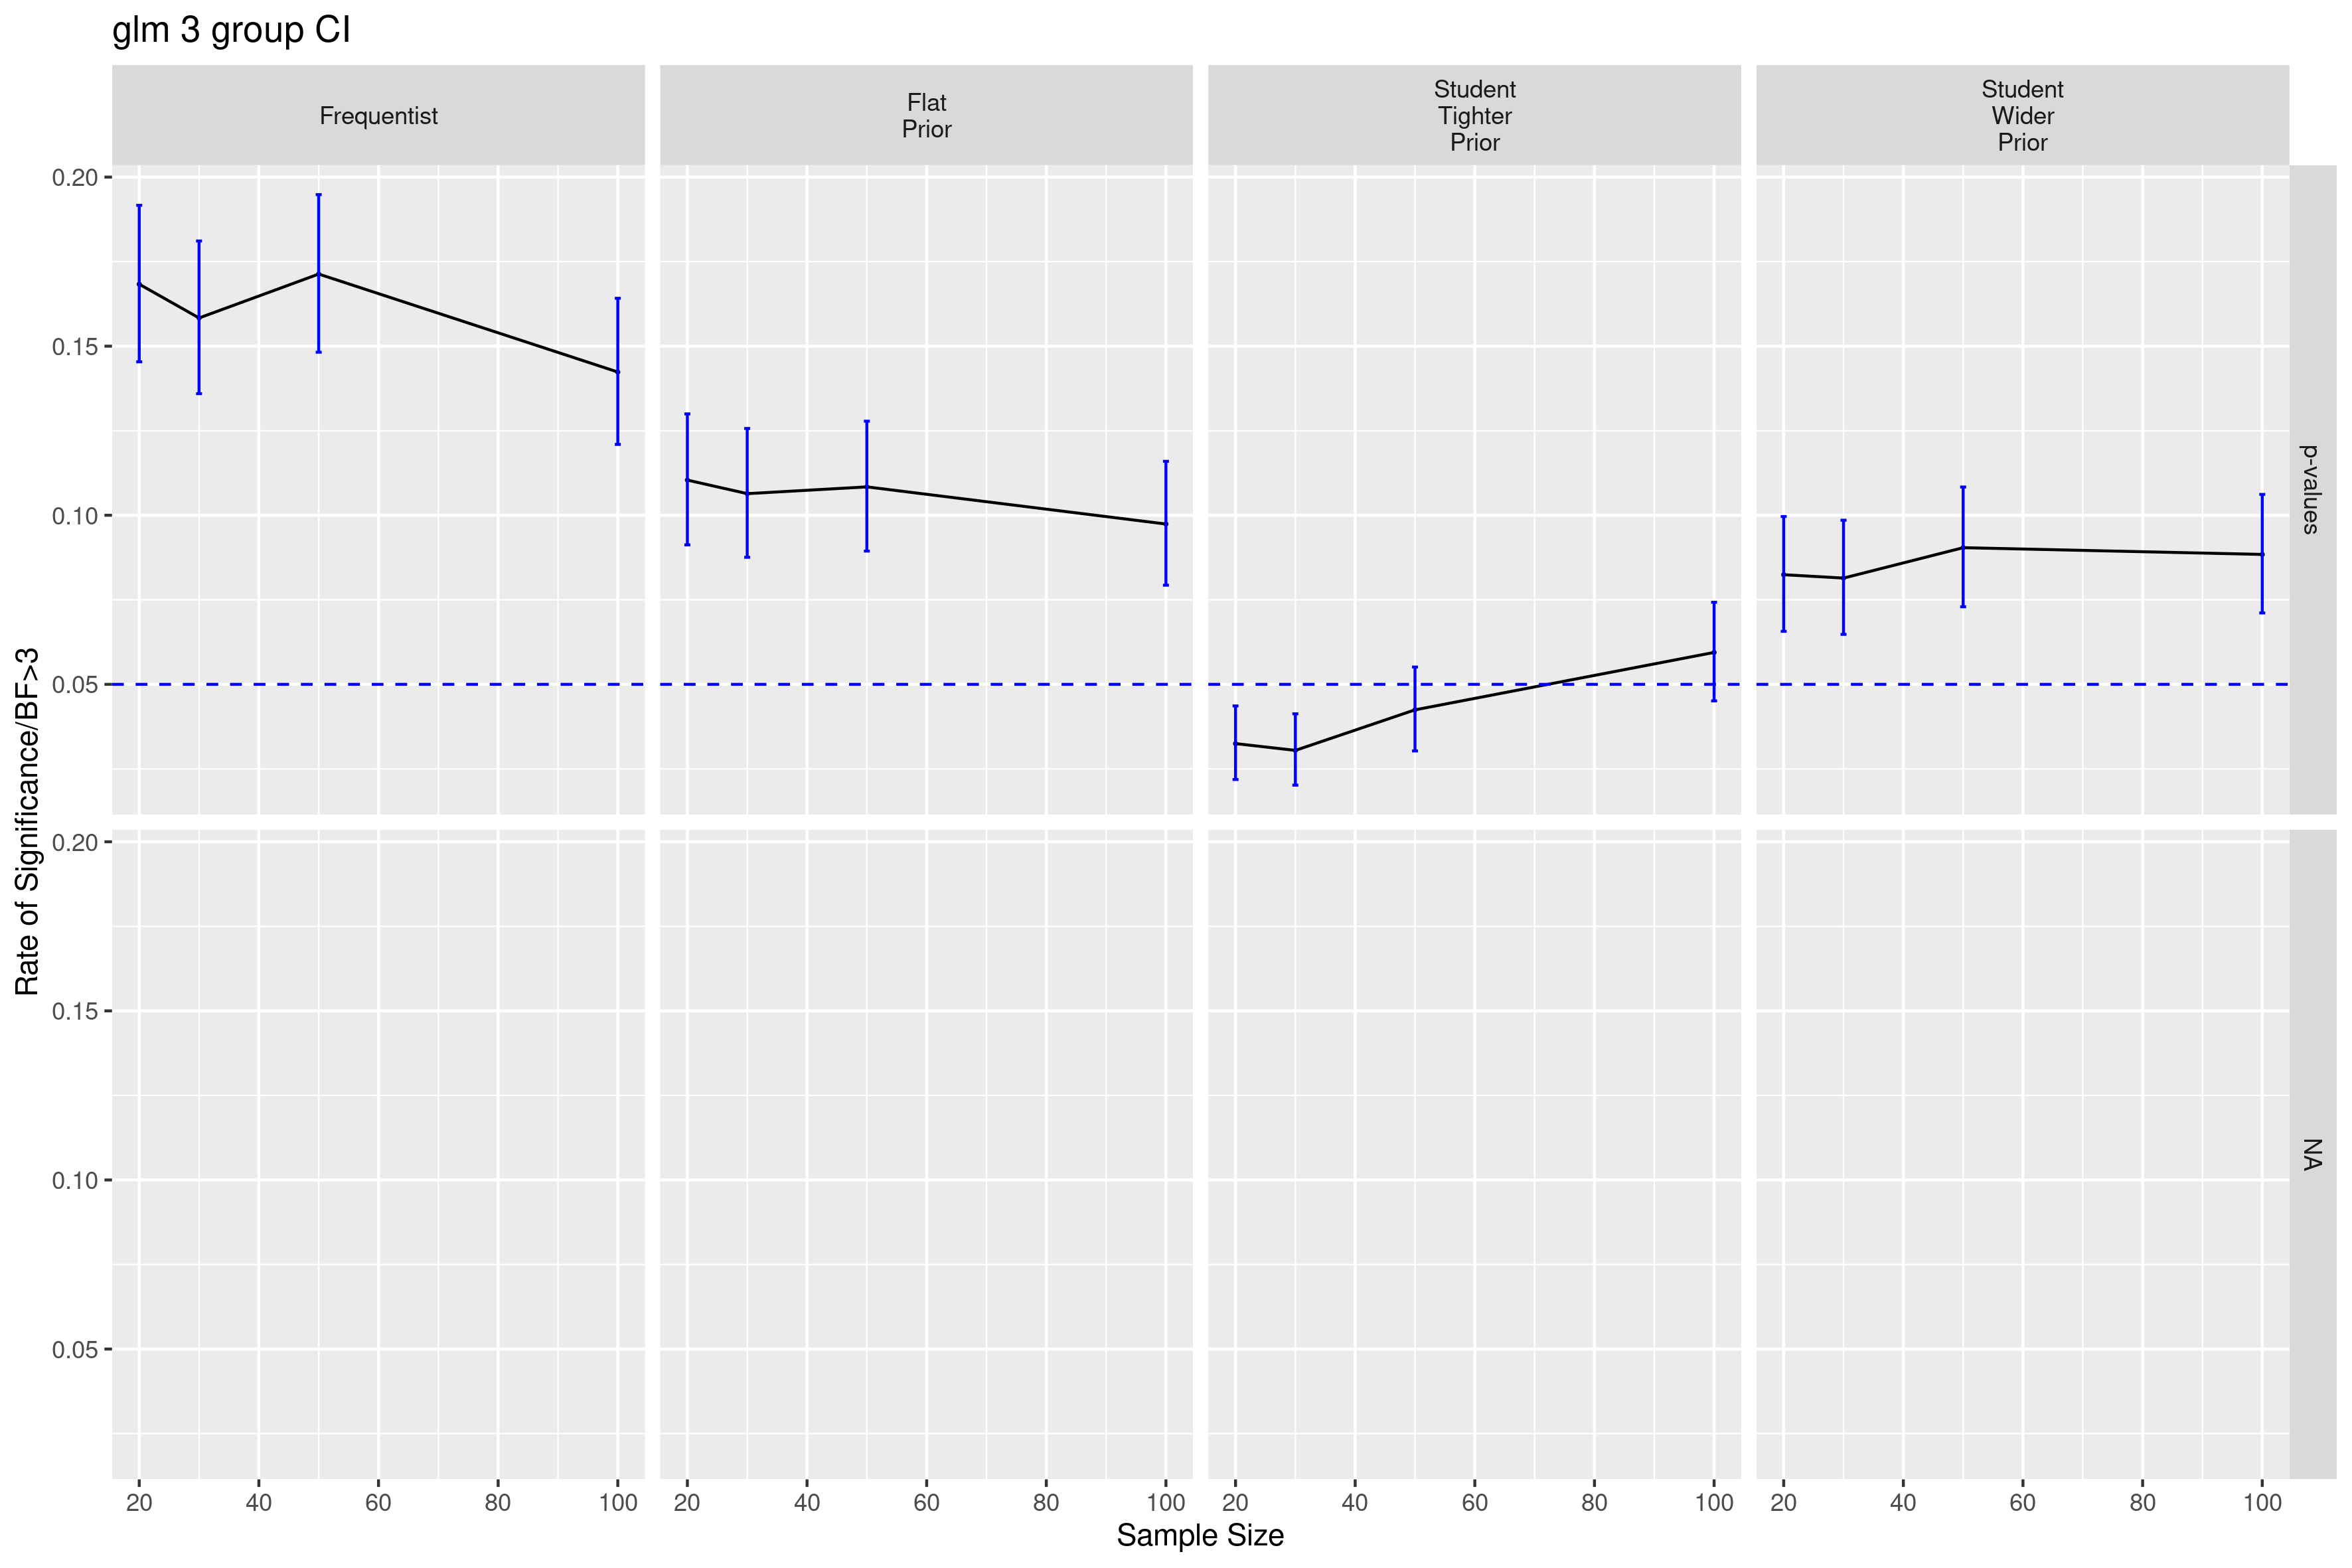 glm 3 group CI
Frequentist
Flat
Prior
Student
Tighter
Prior
Student
Wider
Prior
0.20
0.15
0.10
0.05
p-values
Rate of Significance/BF>3
0.20
0.15
0.10
0.05
NA
20 40 60 80 100 20 40 60 80 100 20 40 60 80 100 20 40 60 80 100
Sample Size